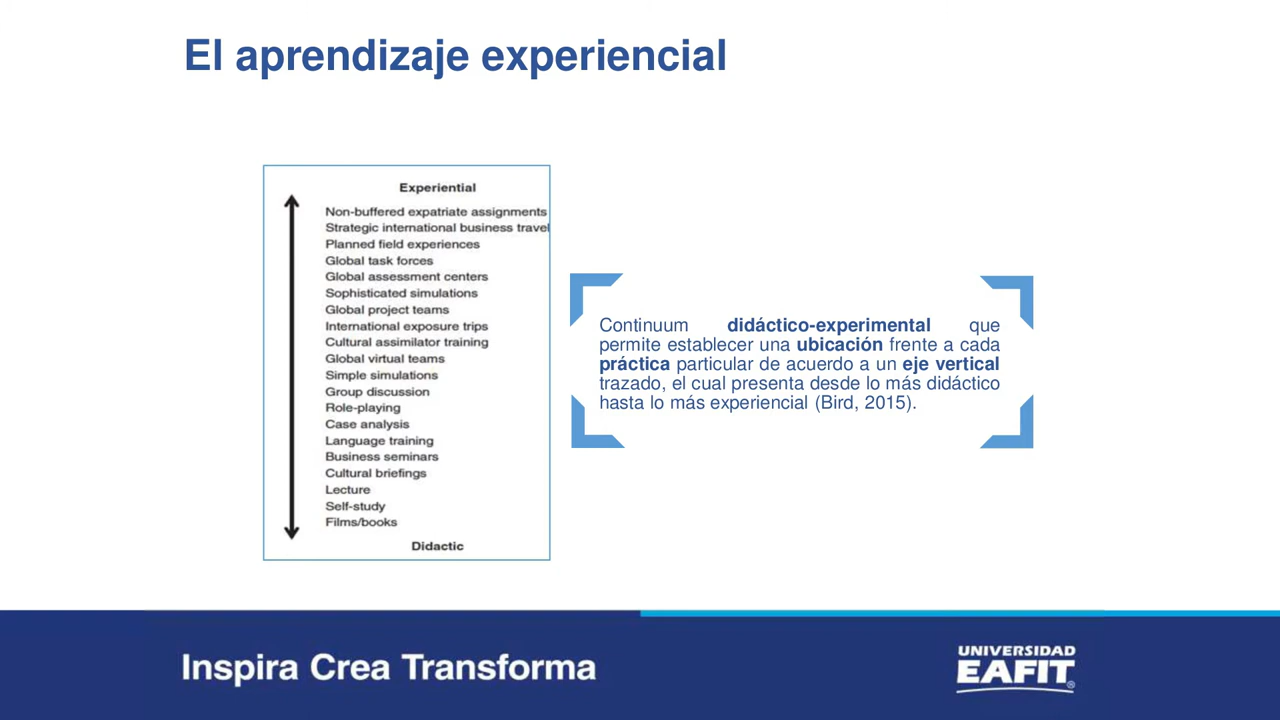 El aprendizaje experiencial
Experiential
Non-buffered expatriate assignments
Strategic international business travel
Planned field experiences
Global task forces
Global assessment centers
Sophisticated simulations
Global project teams
International exposure trips
Cultural assimilator training
Global virtual teams
Simple simulations
Group discussion
Role-playing
Case analysis
Language training
Business seminars
Cultural briefings
Lecture
Self-study
Films/books
Didactic
Continuum didáctico-experimental que
permite establecer una ubicación frente a cada
práctica particular de acuerdo a un eje vertical
trazado, el cual presenta desde lo más didáctico
hasta lo más experiencial (Bird, 2015).
Inspira Crea Transforma
UNIVERSIDAD
EAFIT®